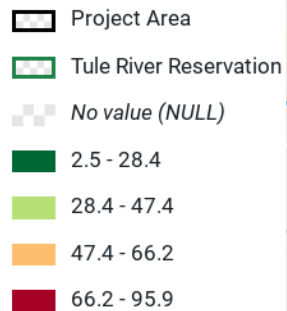 Project Area
Tule River Reservation
No value (NULL)
2.5 - 28.4
28.4 - 47.4
47.4 - 66.2
66.2 - 95.9